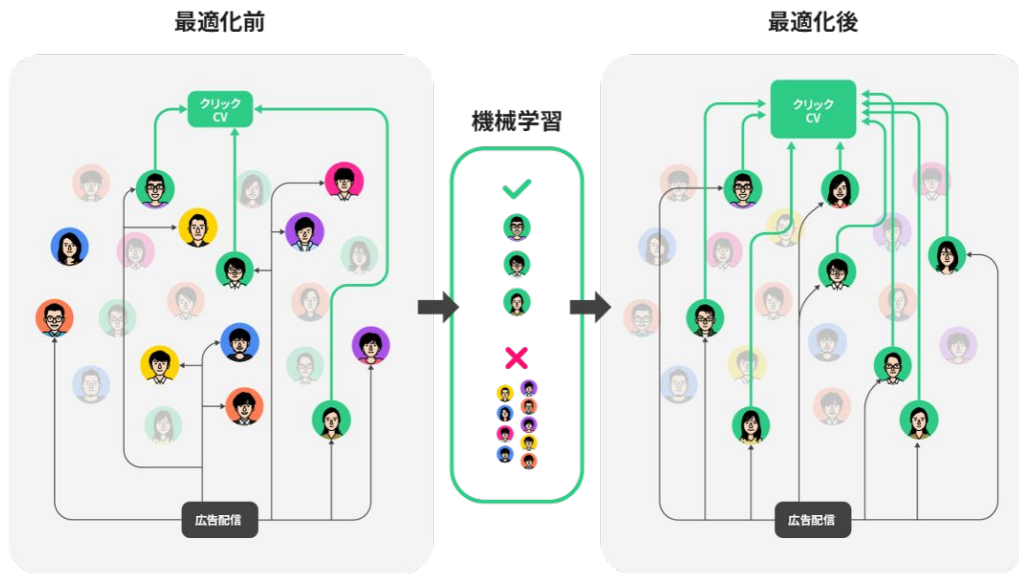 最適化前
最適化後
クリック
CV
機械学習
クリック
CV
広告配信
広告配信